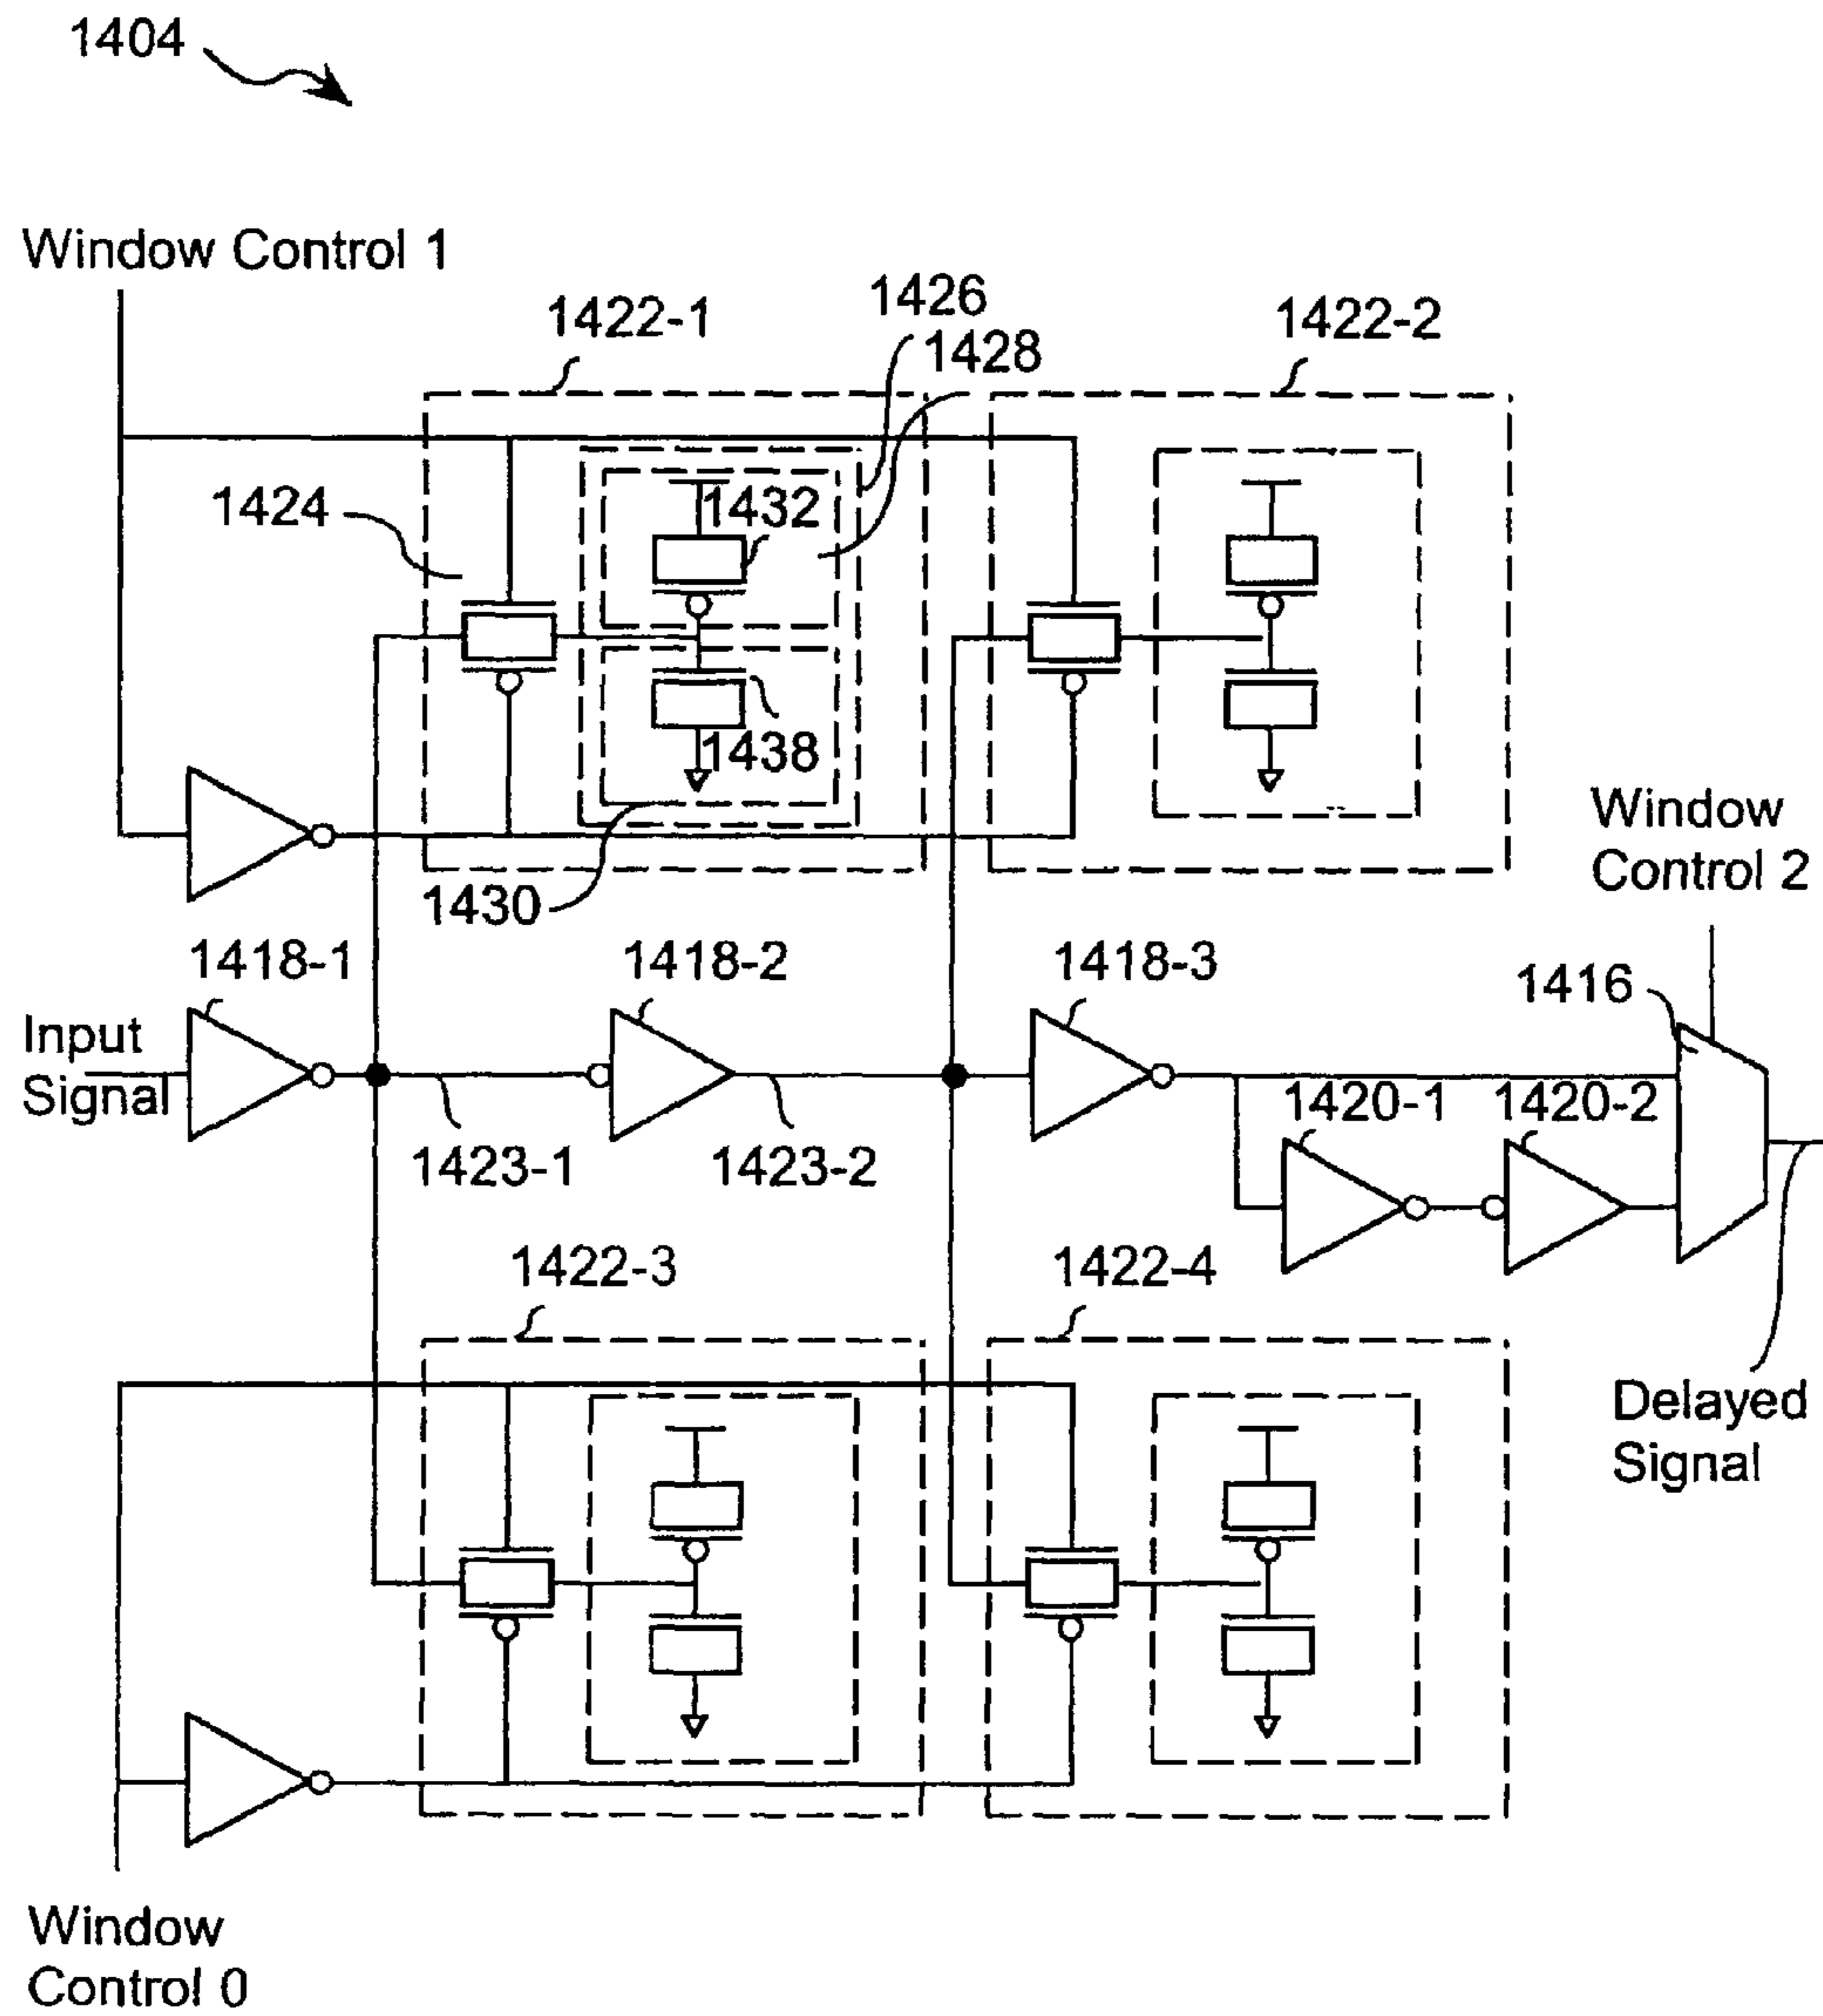 1404
Window Control 1
1422-1
1426
1428
1422-2
1424
1432
1438
1430
Window
Control 2
1418-1
1418-2
1418-3
1416
Input
Signal
1420-1
1420-2
1423-1
1423-2
1422-3
1422-4
Delayed
Signal
Window
Control 0